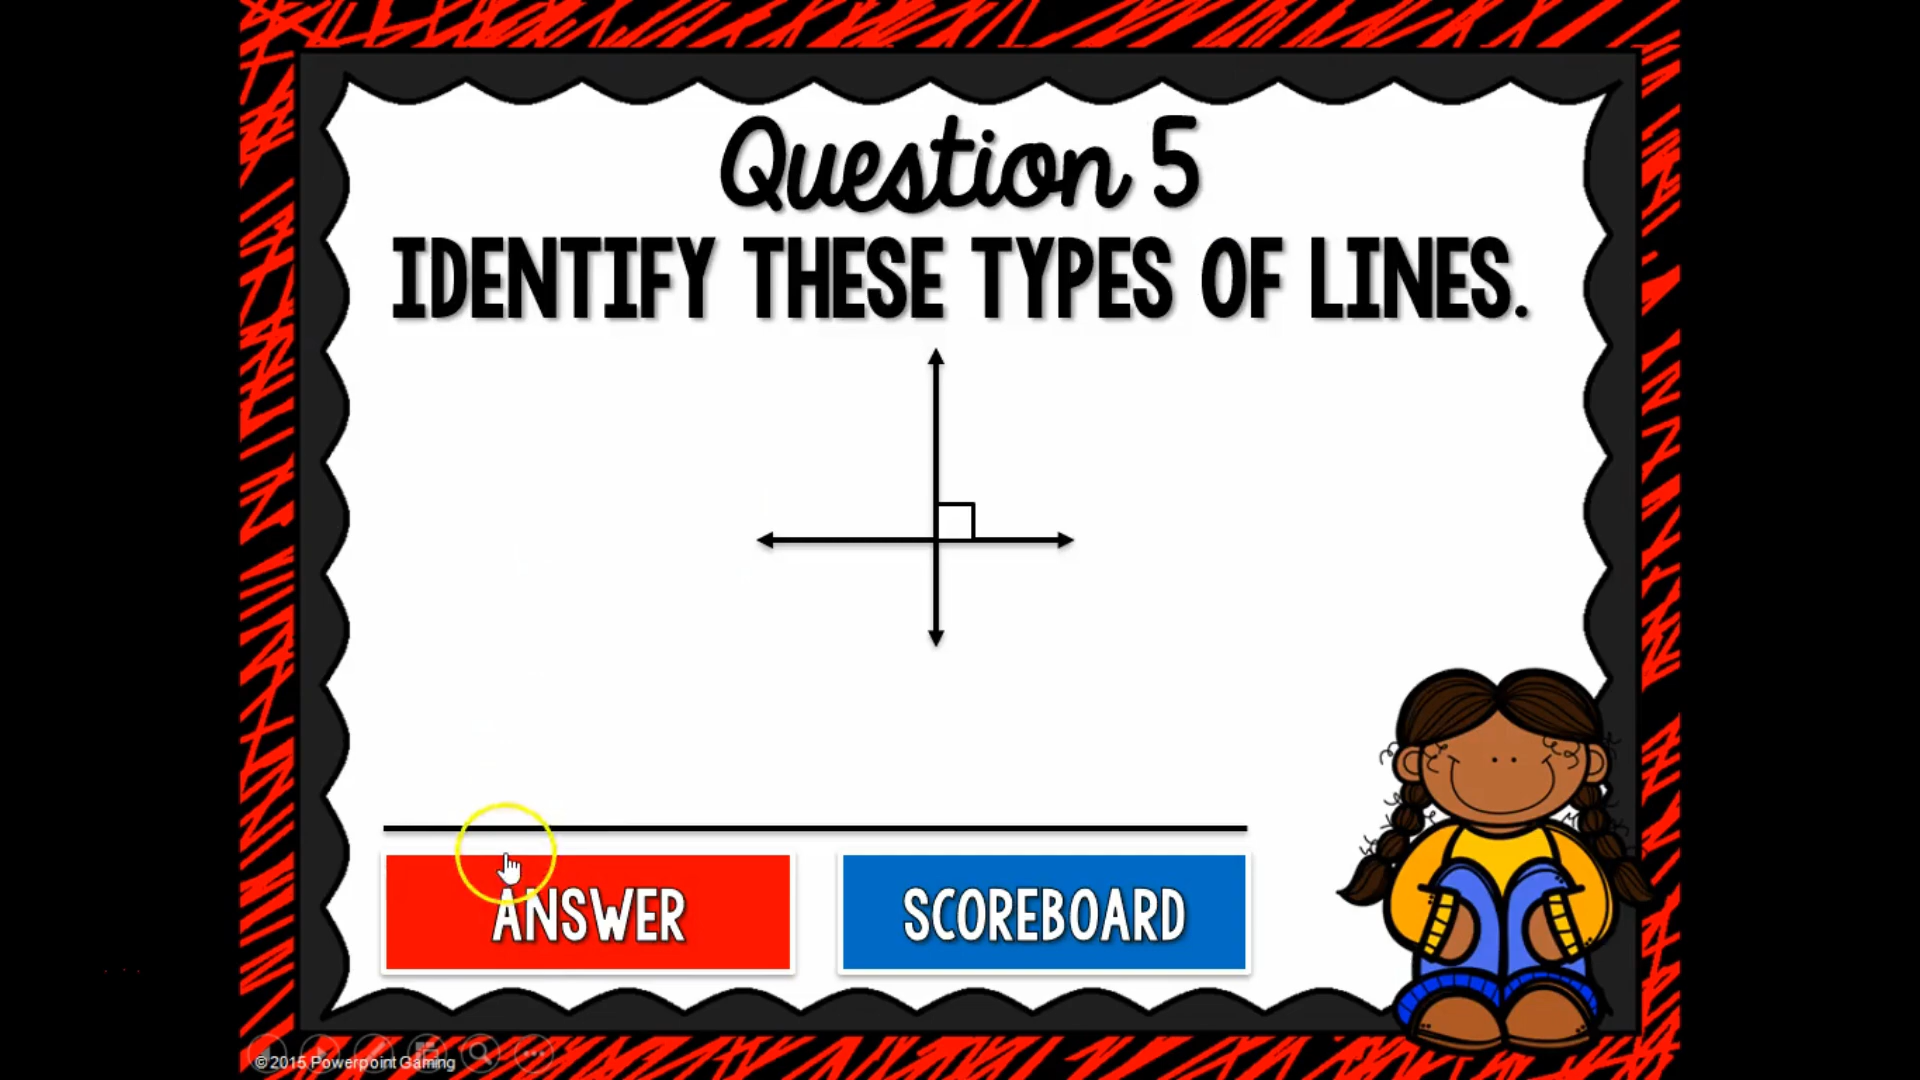 Question 5
IDENTIFY THESE TYPES OF LINES.
ANSWER
SCOREBOARD
©2015 Powerpoint Gaming